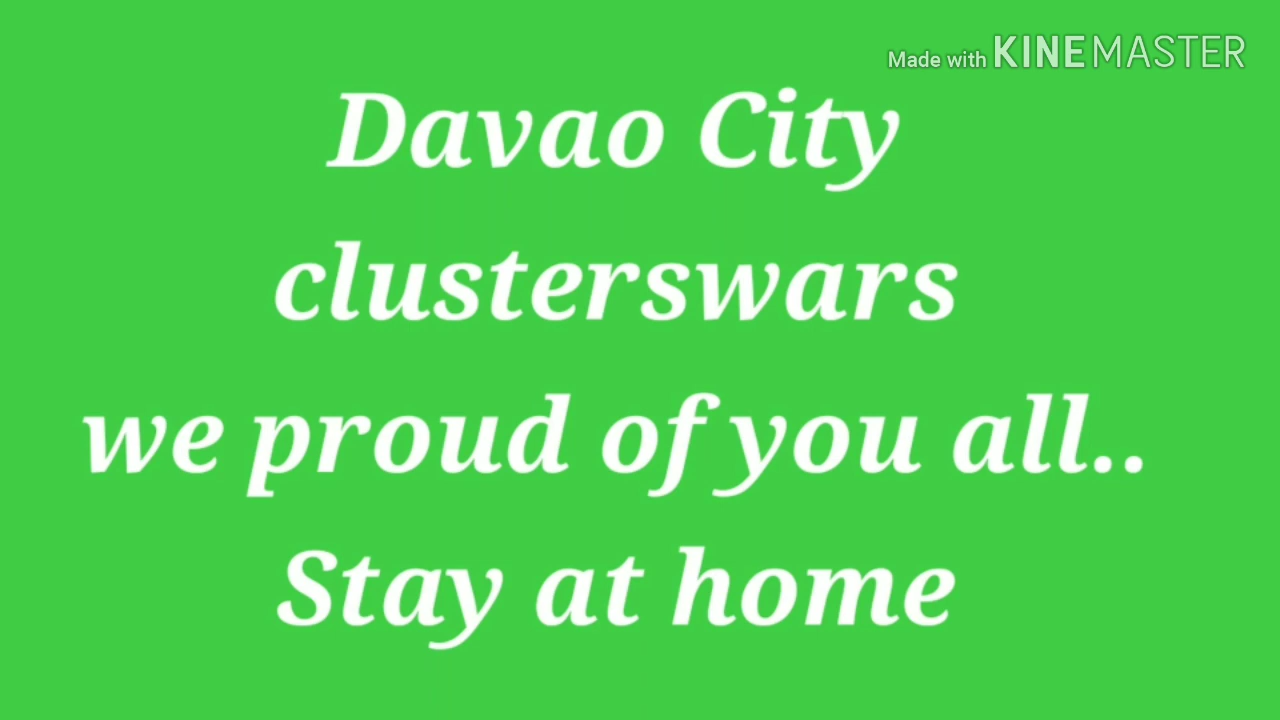 Made with KINEMASTER
Davao City
clusterswars
we proud of you all..
Stay at home